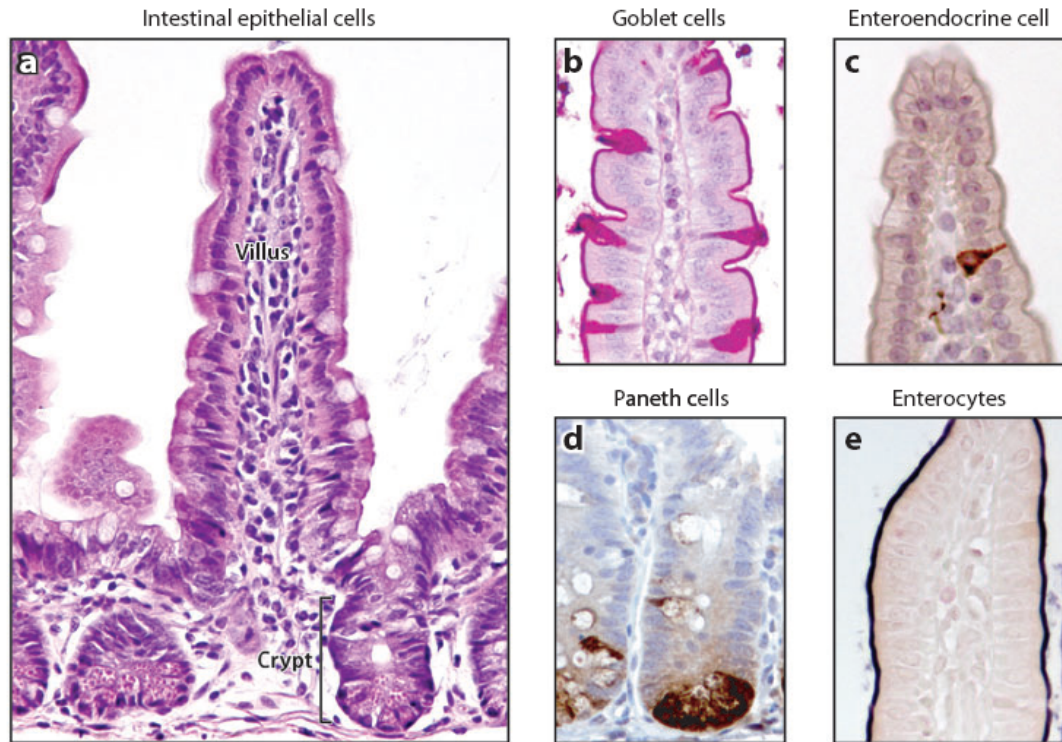 Intestinal epithelial cells
a
Villus
Crypt
Goblet cells
b
Enteroendocrine cell
c
Paneth cells
d
Enterocytes
e